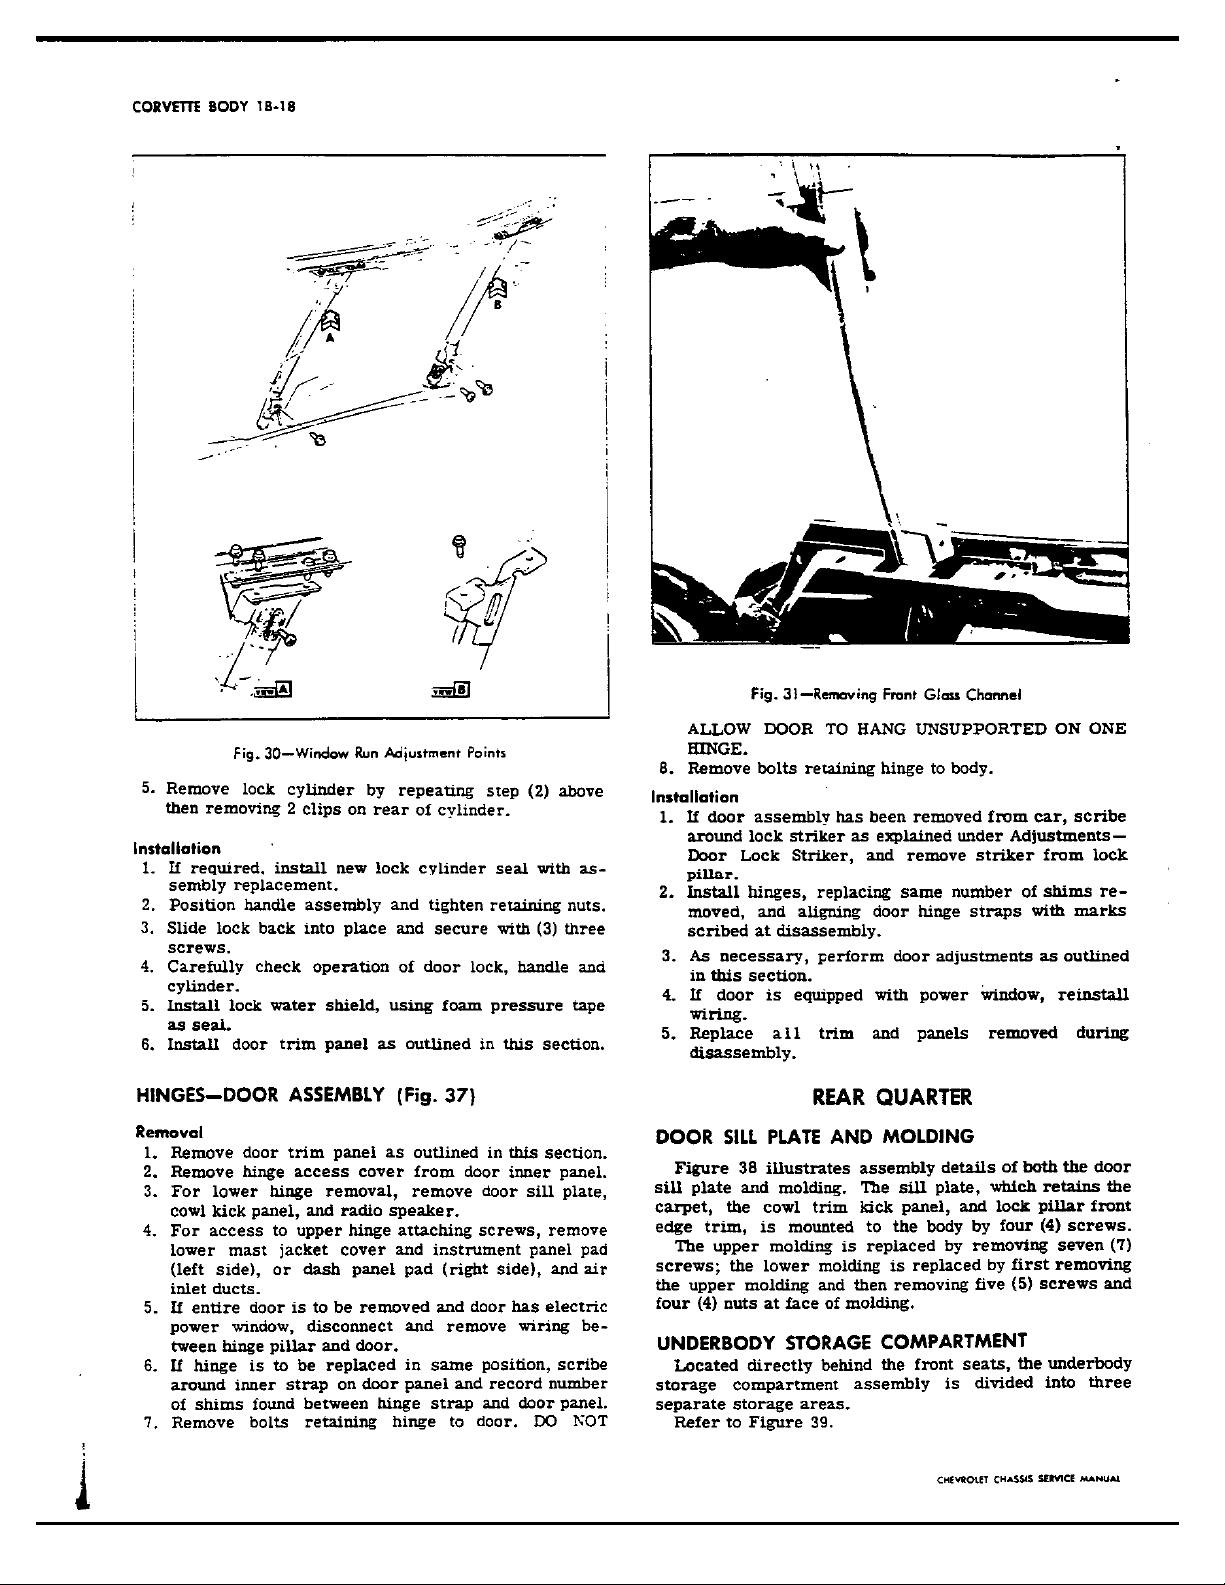 CORVETTE BODY 18-18
A
B
VIEW A
VIEW B
Fig. 30—Window Run Adjustment Points
5. Remove lock cylinder by repeating step (2) above
then removing 2 clips on rear of cylinder.
Installation
1. If required, install new lock cylinder seal with as-
sembly replacement.
2. Position handle assembly and tighten retaining nuts.
3. Slide lock back into place and secure with (3) three
screws.
4. Carefully check operation of door lock, handle and
cylinder.
5. Install lock water shield, using foam pressure tape
as seal.
6. Install door trim panel as outlined in this section.
HINGES—DOOR ASSEMBLY (Fig. 37)
Removal
1. Remove door trim panel as outlined in this section.
2. Remove hinge access cover from door inner panel.
3. For lower hinge removal, remove door sill plate,
cowl kick panel, and radio speaker.
4. For access to upper hinge attaching screws, remove
lower mast jacket cover and instrument panel pad
(left side), or dash panel pad (right side), and air
inlet ducts.
5. If entire door is to be removed and door has electric
power window, disconnect and remove wiring be-
tween hinge pillar and door.
6. If hinge is to be replaced in same position, scribe
around inner strap on door panel and record number
of shims found between hinge strap and door panel.
7. Remove bolts retaining hinge to door. DO NOT
Fig. 31—Removing Front Glass Channel
ALLOW DOOR TO HANG UNSUPPORTED ON ONE
HINGE.
8. Remove bolts retaining hinge to body.
Installation
1. If door assembly has been removed from car, scribe
around lock striker as explained under Adjustments—
Door Lock Striker, and remove striker from lock
pillar.
2. Install hinges, replacing same number of shims re-
moved, and aligning door hinge straps with marks
scribed at disassembly.
3. As necessary, perform door adjustments as outlined
in this section.
4. If door is equipped with power window, reinstall
wiring.
5. Replace all trim and panels removed during
disassembly.
REAR QUARTER
DOOR SILL PLATE AND MOLDING
Figure 38 illustrates assembly details of both the door
sill plate and molding. The sill plate, which retains the
carpet, the cowl trim kick panel, and lock pillar front
edge trim, is mounted to the body by four (4) screws.
The upper molding is replaced by removing seven (7)
screws; the lower molding is replaced by first removing
the upper molding and then removing five (5) screws and
four (4) nuts at face of molding.
UNDERBODY STORAGE COMPARTMENT
Located directly behind the front seats, the underbody
storage compartment assembly is divided into three
separate storage areas.
Refer to Figure 39.
CHEVROLET CHASSIS SERVICE MANUAL